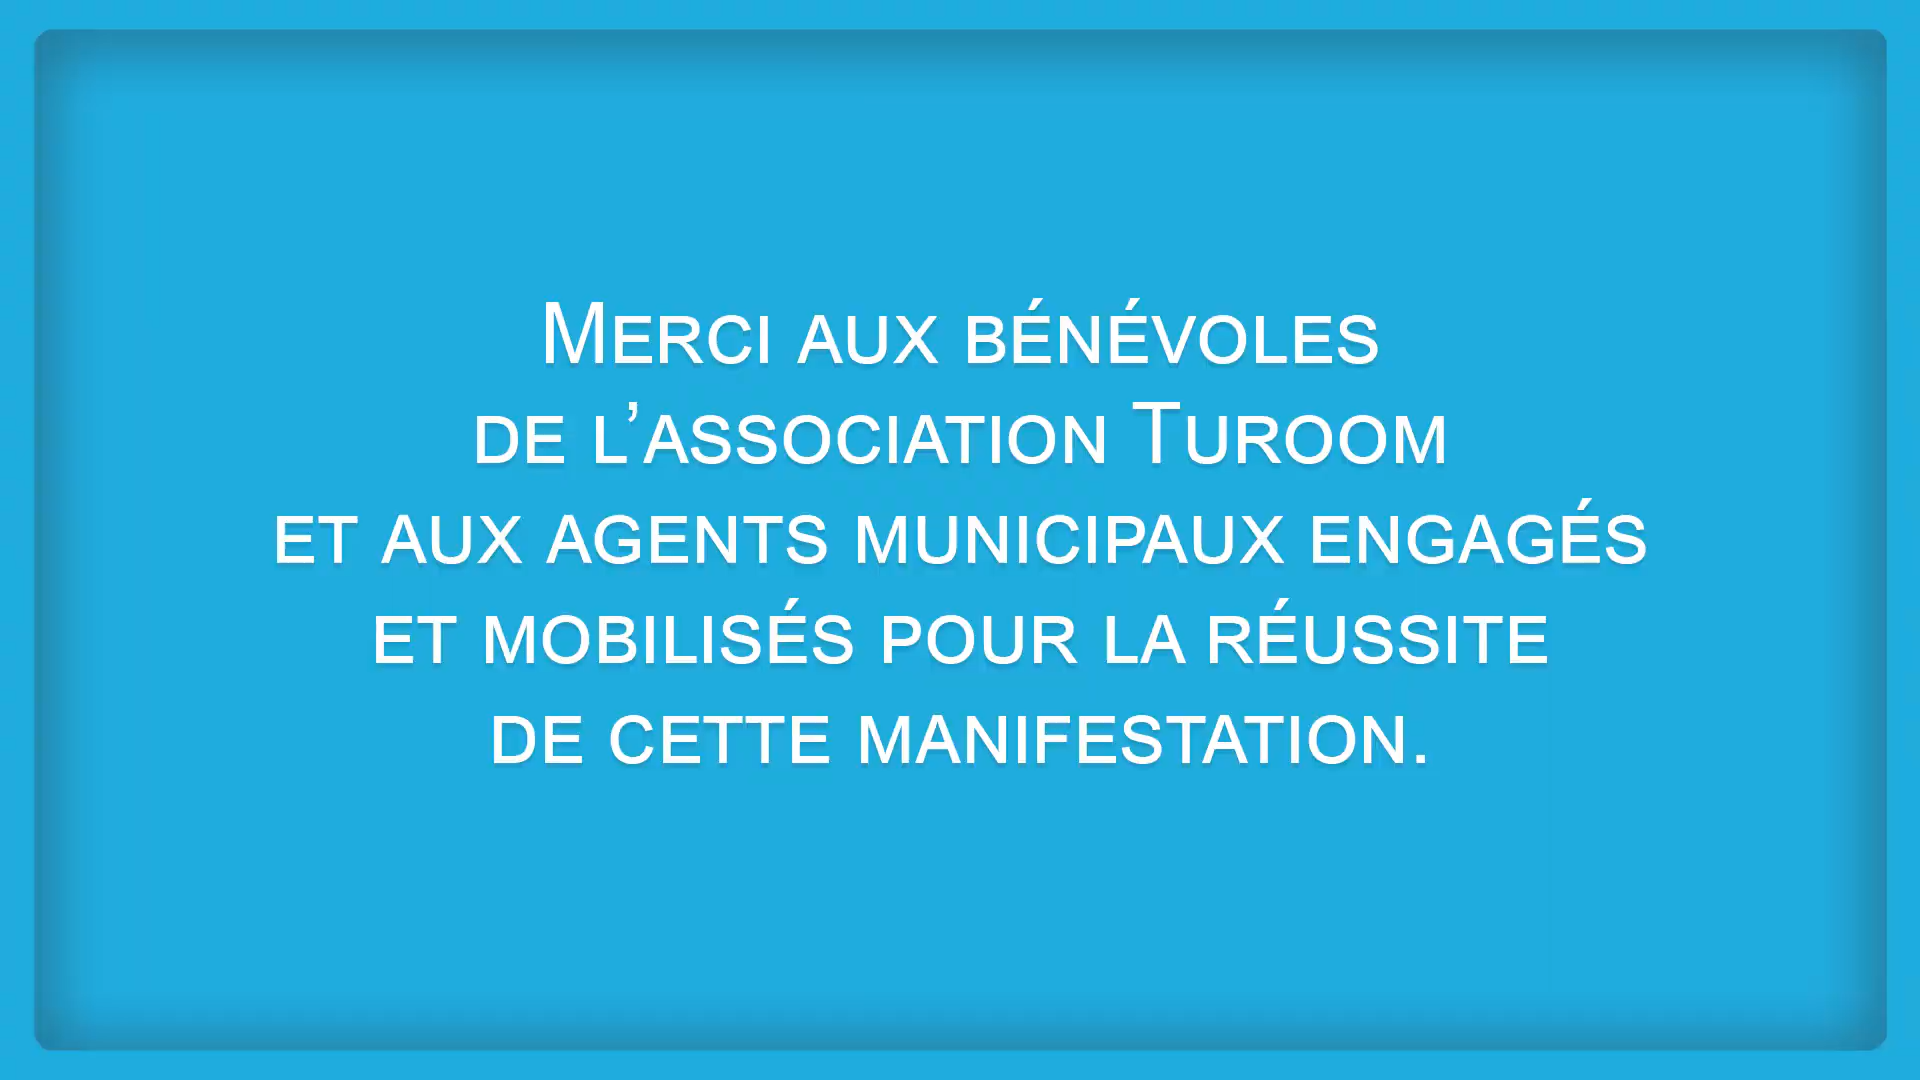 Merci aux bénévoles
de l’association Turoom
et aux agents municipaux engagés
et mobilisés pour la réussite
de cette manifestation.